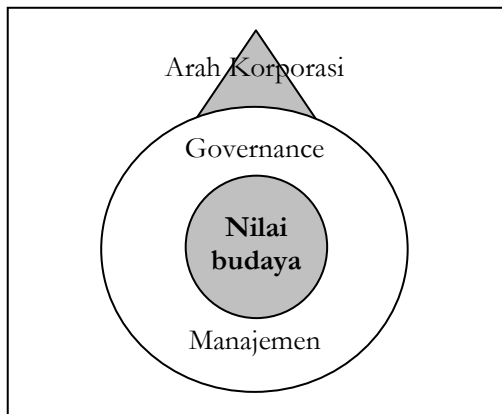 Arah Korporasi
Governance
Nilai
budaya
Manajemen